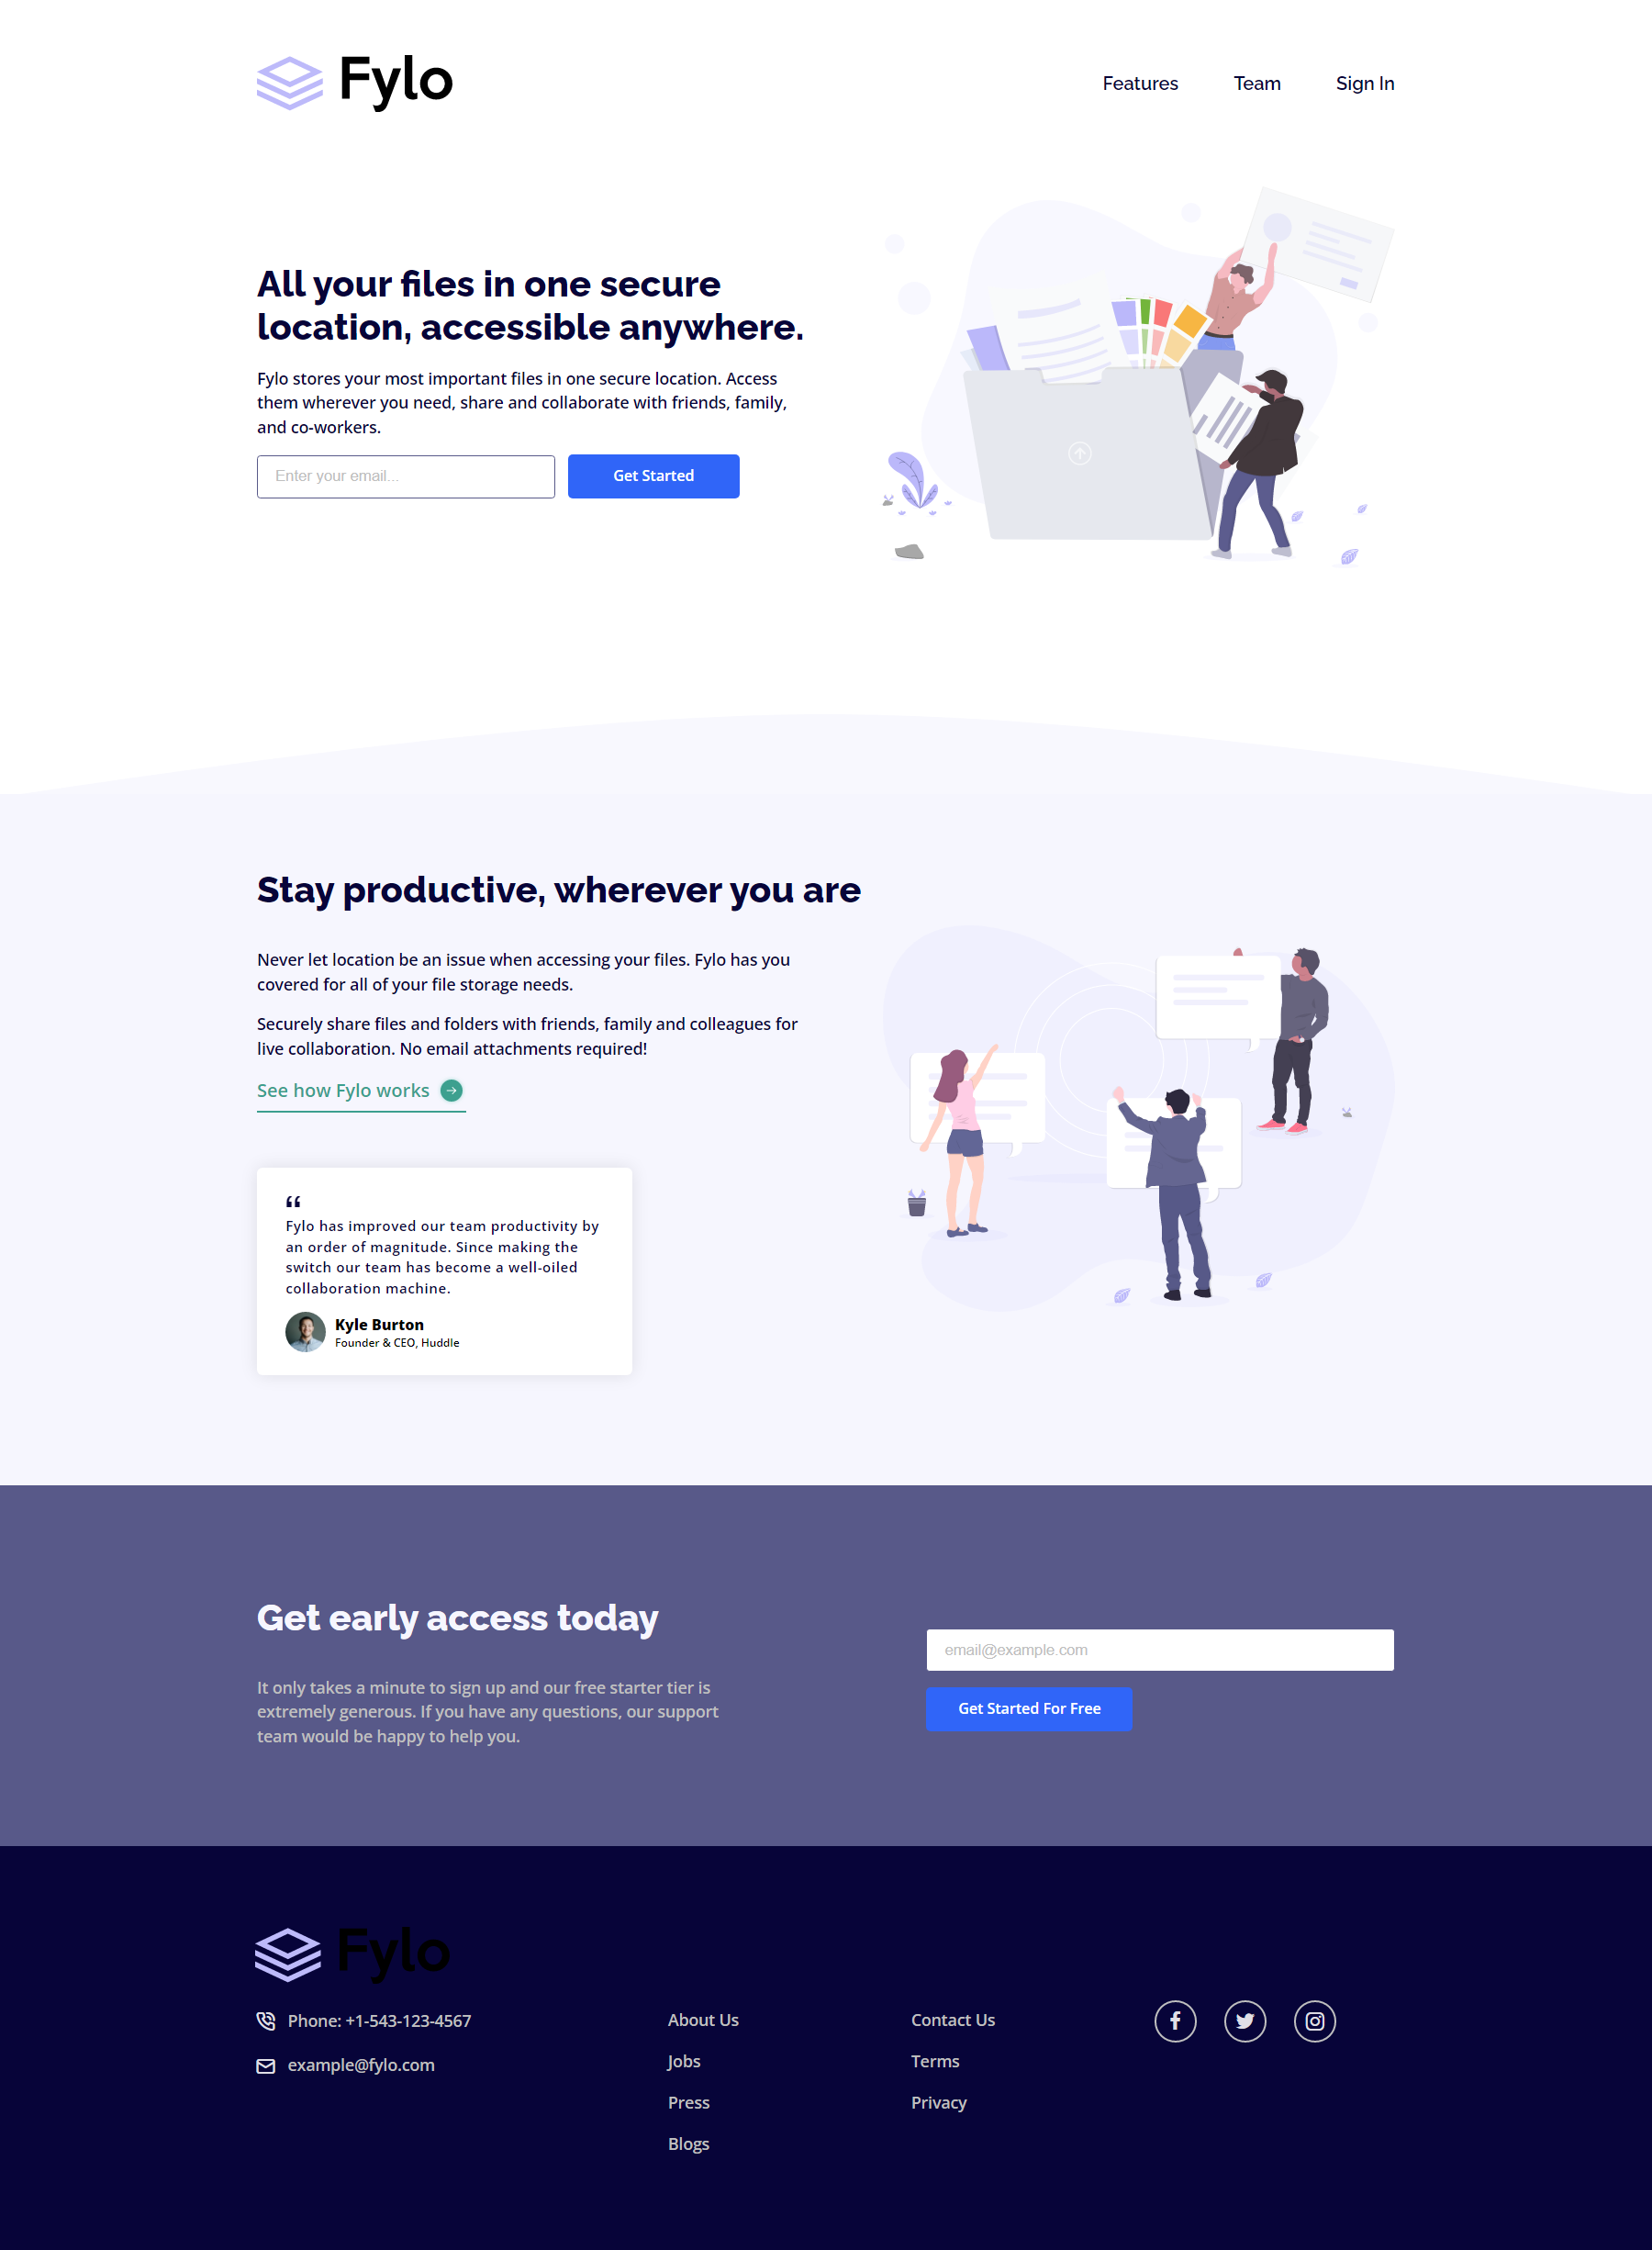 Fylo
Features
Team
Sign In
All your files in one secure
location, accessible anywhere.
Fylo stores your most important files in one secure location. Access
them wherever you need, share and collaborate with friends, family,
and co-workers.
Enter your email...
Get Started
Stay productive, wherever you are
Never let location be an issue when accessing your files. Fylo has you
covered for all of your file storage needs.
Securely share files and folders with friends, family and colleagues for
live collaboration. No email attachments required!
See how Fylo works
“
Fylo has improved our team productivity by
an order of magnitude. Since making the
switch our team has become a well-oiled
collaboration machine.
Kyle Burton
Founder & CEO, Huddle
Get early access today
It only takes a minute to sign up and our free starter tier is
extremely generous. If you have any questions, our support
team would be happy to help you.
email@example.com
Get Started For Free
Fylo
Phone: +1-543-123-4567
example@fylo.com
About Us
Jobs
Press
Blogs
Contact Us
Terms
Privacy